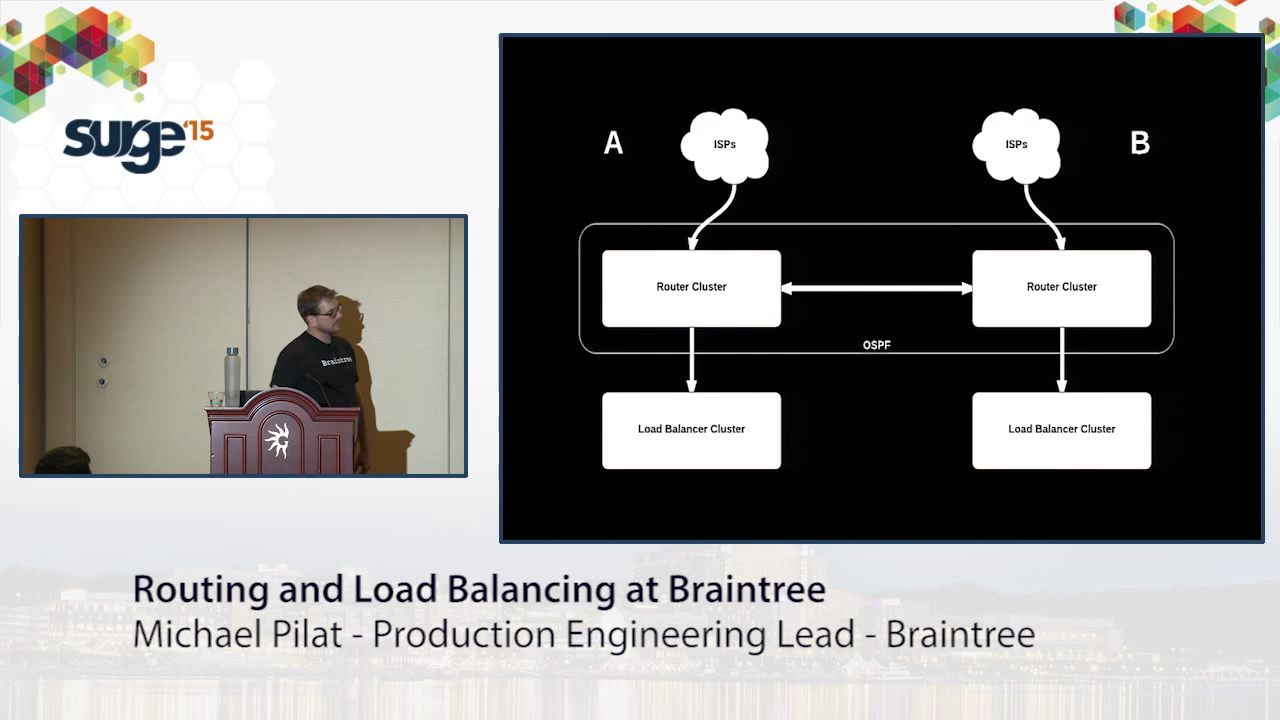 surge'15
A
ISPs
ISPs
B
Router Cluster
Router Cluster
OSPF
Load Balancer Cluster
Load Balancer Cluster
Braintree
Routing and Load Balancing at Braintree
Michael Pilat - Production Engineering Lead - Braintree